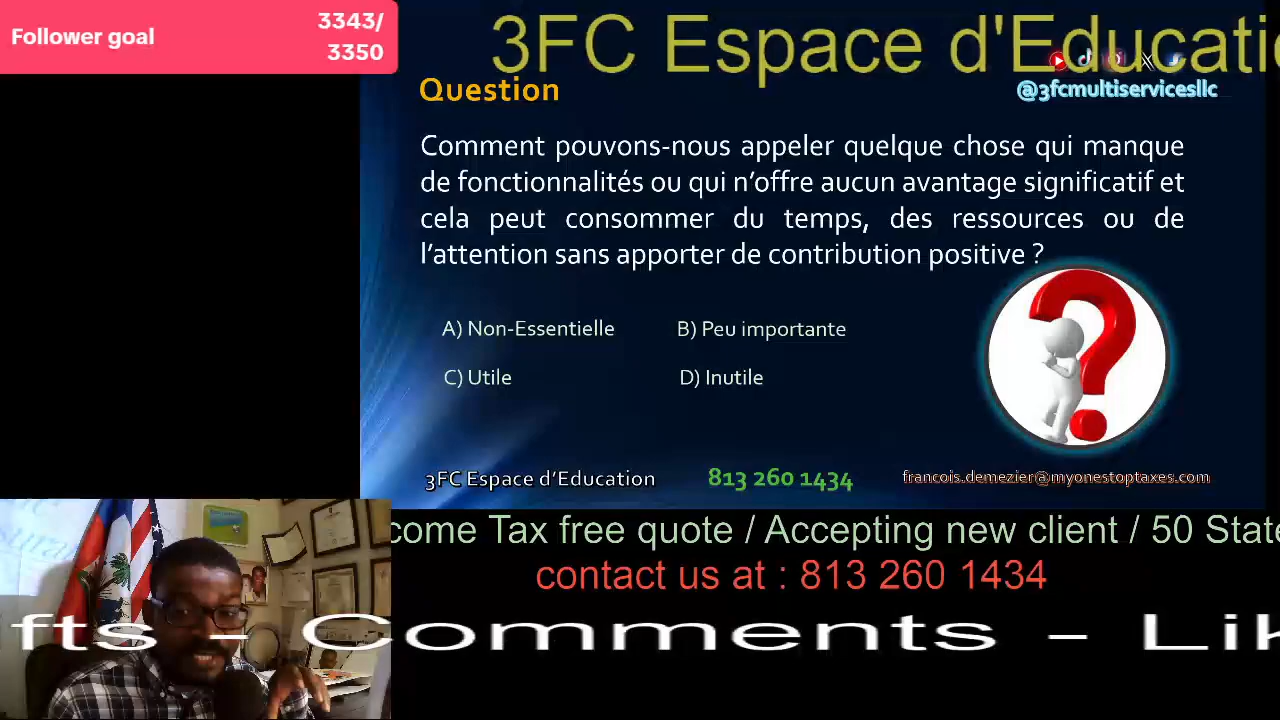 Follower goal
3343/
3350
3FC Espace d'Educati
Question
@3fcmultiservicesllc
Comment pouvons-nous appeler quelque chose qui manque
de fonctionnalités ou qui n’offre aucun avantage significatif et
cela peut consommer du temps, des ressources ou de
l’attention sans apporter de contribution positive ?
A) Non-Essentielle
B) Peu importante
C) Utile
D) Inutile
3FC Espace d’Education
813 260 1434
francois.demezier@myonestoptaxes.com
come Tax free quote / Accepting new client / 50 State
contact us at : 813 260 1434
fts - Comments - Lik